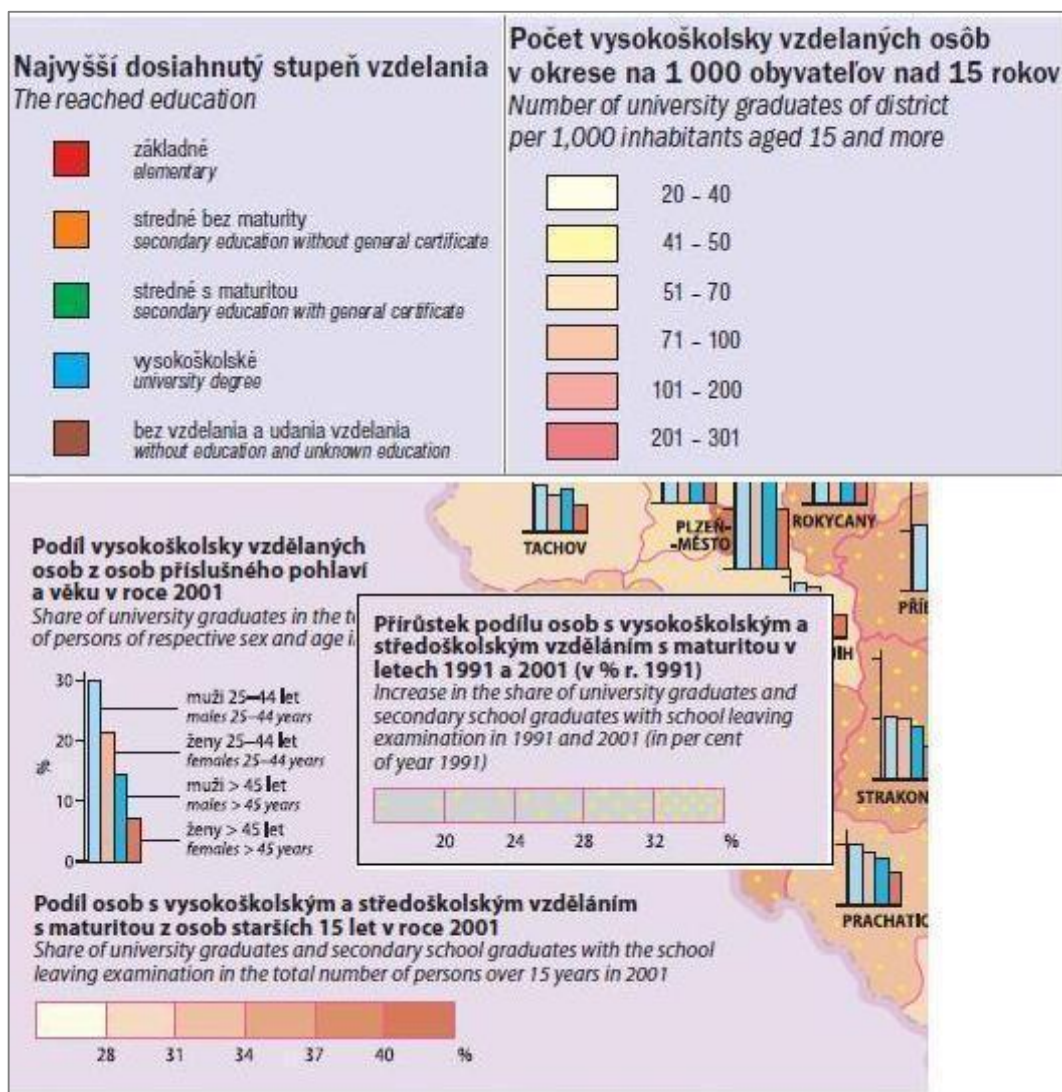 Najvyšší dosiahnutý stupeň vzdelania
The reached education
základné
elementary
stredné bez maturity
secondary education without general certificate
stredné s maturitou
secondary education with general certificate
vysokoškolské
university degree
bez vzdelania a udania vzdelania
without education and unknown education
Počet vysokoškolsky vzdelaných osôb
v okrese na 1 000 obyvateľov nad 15 rokov
Number of university graduates of district
per 1,000 inhabitants aged 15 and more
20 – 40
41 – 50
51 – 70
71 – 100
101 – 200
201 – 301
TACHOV
PLZEŇ-
-MĚSTO
ROKYCANY
Podíl vysokoškolsky vzdělaných
osob z osob příslušného pohlaví
a věku v roce 2001
Share of university graduates in the
of persons of respective sex and age
30
20
10
0
%
muži 25–44 let
males 25–44 years
ženy 25–44 let
females 25–44 years
muži > 45 let
males > 45 years
ženy > 45 let
females > 45 years
Přírůstek podílu osob s vysokoškolským a
středoškolským vzděláním s maturitou v
letech 1991 a 2001 (v % r. 1991)
Increase in the share of university graduates and
secondary school graduates with school leaving
examination in 1991 and 2001 (in per cent
of year 1991)
20 24 28 32 %
STRAKON
PRACHATIC
Podíl osob s vysokoškolským a středoškolským vzděláním
s maturitou z osob starších 15 let v roce 2001
Share of university graduates and secondary school graduates with the school
leaving examination in the total number of persons over 15 years in 2001
28 31 34 37 40 %